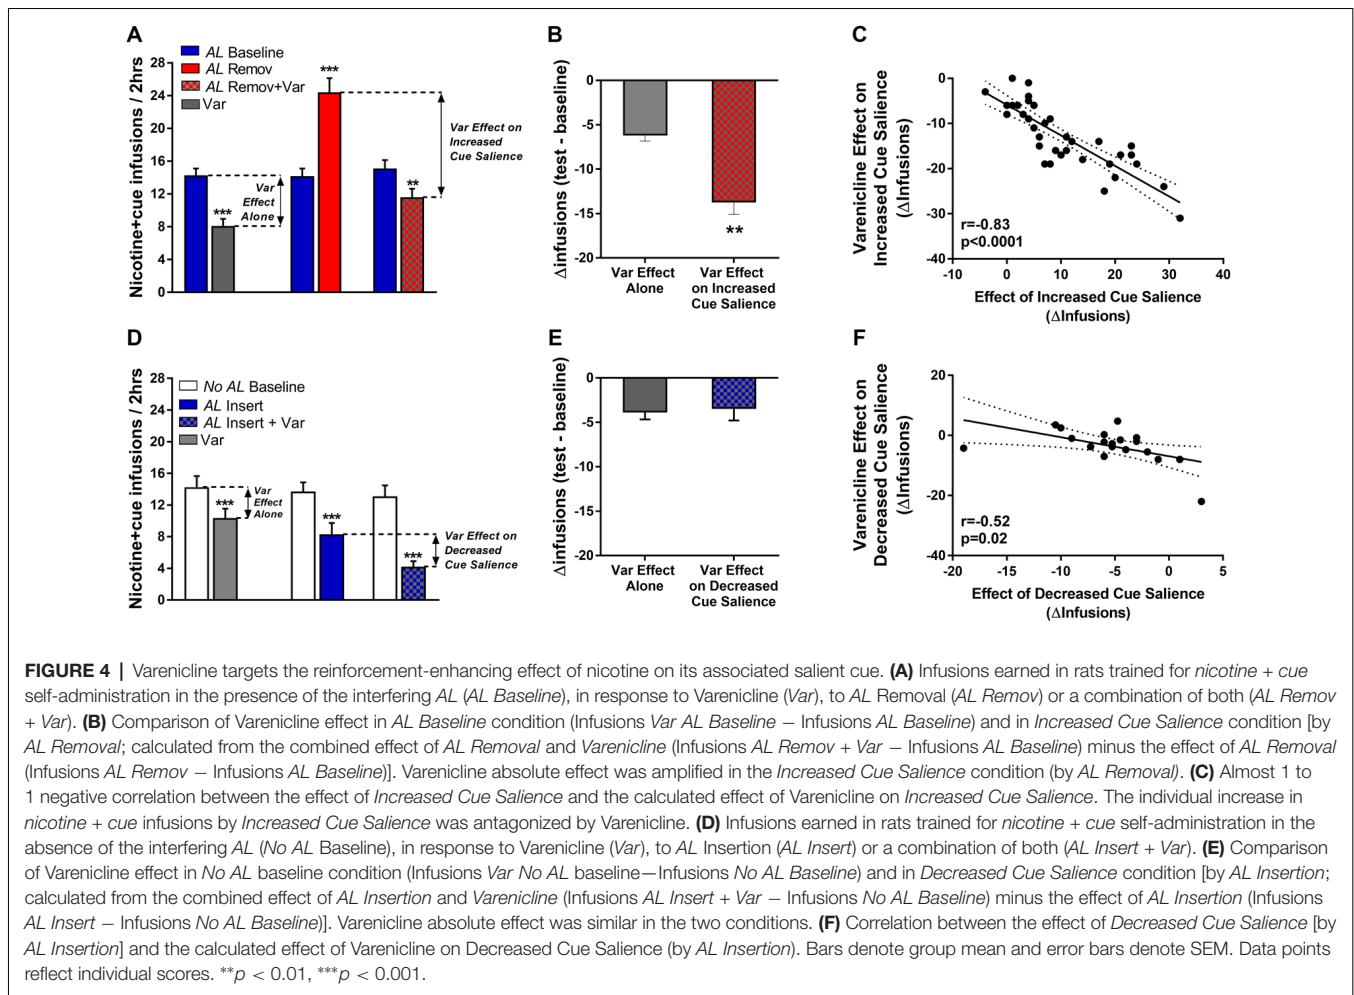 A
AL Baseline
AL Remov
AL Remov+Var
Var
Nicotine+cue infusions / 2hrs
28
24
20
16
12
8
4
0
***
***
**
Var
Effect
Alone
Var Effect on
Increased
Cue Salience
B
Δinfusions (test - baseline)
0
-5
-10
-15
-20
**
Var Effect
Alone
Var Effect
on Increased
Cue Salience
C
Varenicline Effect on
Increased Cue Salience
(ΔInfusions)
0
-10
-20
-30
-40
r=-0.83
p<0.0001
-10
0
10
20
30
40
Effect of Increased Cue Salience
(ΔInfusions)
D
No AL Baseline
AL Insert
AL Insert + Var
Var
Nicotine+cue infusions / 2hrs
28
24
20
16
12
8
4
0
***
***
***
Var
Effect
Alone
Var Effect on
Decreased
Cue Salience
E
Δinfusions (test - baseline)
0
-5
-10
-15
-20
Var Effect
Alone
Var Effect
on Decreased
Cue Salience
F
Varenicline Effect on
Decreased Cue Salience
(ΔInfusions)
20
0
-20
-40
r=-0.52
p=0.02
-20
-15
-10
-5
0
5
Effect of Decreased Cue Salience
(ΔInfusions)
FIGURE 4 | Varenicline targets the reinforcement-enhancing effect of nicotine on its associated salient cue. (A) Infusions earned in rats trained for nicotine + cue
self-administration in the presence of the interfering AL (AL Baseline), in response to Varenicline (Var), to AL Removal (AL Remov) or a combination of both (AL Remov
+ Var). (B) Comparison of Varenicline effect in AL Baseline condition (Infusions Var AL Baseline − Infusions AL Baseline) and in Increased Cue Salience condition [by
AL Removal; calculated from the combined effect of AL Removal and Varenicline (Infusions AL Remov + Var − Infusions AL Baseline) minus the effect of AL Removal
(Infusions AL Remov − Infusions AL Baseline)]. Varenicline absolute effect was amplified in the Increased Cue Salience condition (by AL Removal). (C) Almost 1 to
1 negative correlation between the effect of Increased Cue Salience and the calculated effect of Varenicline on Increased Cue Salience. The individual increase in
nicotine + cue infusions by Increased Cue Salience was antagonized by Varenicline. (D) Infusions earned in rats trained for nicotine + cue self-administration in the
absence of the interfering AL (No AL Baseline), in response to Varenicline (Var), to AL Insertion (AL Insert) or a combination of both (AL Insert + Var). (E) Comparison
of Varenicline effect in No AL baseline condition (Infusions Var No AL baseline—Infusions No AL Baseline) and in Decreased Cue Salience condition [by AL Insertion;
calculated from the combined effect of AL Insertion and Varenicline (Infusions AL Insert + Var − Infusions No AL Baseline) minus the effect of AL Insertion (Infusions
AL Insert − Infusions No AL Baseline)]. Varenicline absolute effect was similar in the two conditions. (F) Correlation between the effect of Decreased Cue Salience [by
AL Insertion] and the calculated effect of Varenicline on Decreased Cue Salience (by AL Insertion). Bars denote group mean and error bars denote SEM. Data points
reflect individual scores. **p < 0.01, ***p < 0.001.